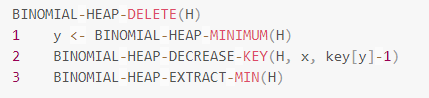 BINOMIAL-HEAP-DELETE(H)
1 y <- BINOMIAL-HEAP-MINIMUM(H)
2 BINOMIAL-HEAP-DECREASE-KEY(H, x, key[y]-1)
3 BINOMIAL-HEAP-EXTRACT-MIN(H)